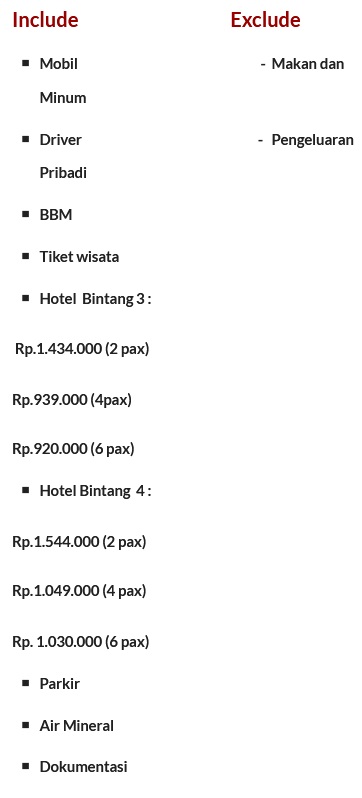 Include Exclude
▪ Mobil - Makan dan
Minum
▪ Driver - Pengeluaran
Pribadi
▪ BBM
▪ Tiket wisata
▪ Hotel Bintang 3 :
Rp.1.434.000 (2 pax)
Rp.939.000 (4pax)
Rp.920.000 (6 pax)
▪ Hotel Bintang 4 :
Rp.1.544.000 (2 pax)
Rp.1.049.000 (4 pax)
Rp. 1.030.000 (6 pax)
▪ Parkir
▪ Air Mineral
▪ Dokumentasi